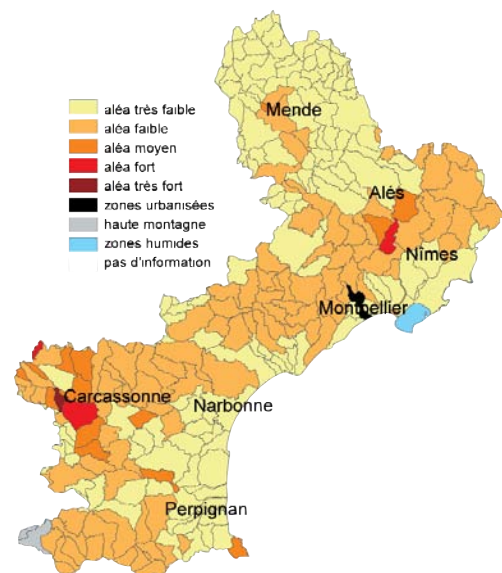 aléa très faible
aléa faible
aléa moyen
aléa fort
aléa très fort
zones urbanisées
haute montagne
zones humides
pas d'information
Mende
Alés
Nîmes
Montpellier
Carcassonne
Narbonne
Perpignan